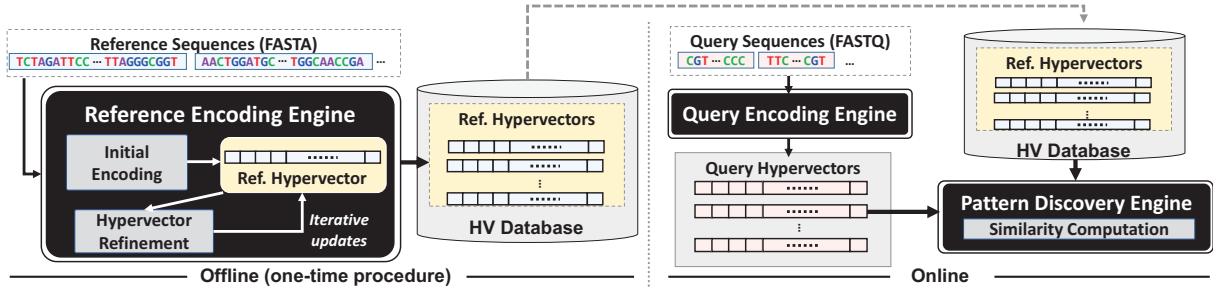 Reference Sequences (FASTA)
TCTAGATTCC ··· TTAGGGCGGT AACTGGATGC ··· TGGCAACCGA ...
Reference Encoding Engine
Initial
Encoding
Ref. Hypervector
Hypervector
Refinement
Iterative
updates
Ref. Hypervectors
HV Database
Offline (one-time procedure)
Query Sequences (FASTQ)
CGT ··· CCC TTC ··· CGT ...
Query Encoding Engine
Query Hypervectors
Ref. Hypervectors
HV Database
Pattern Discovery Engine
Similarity Computation
Online